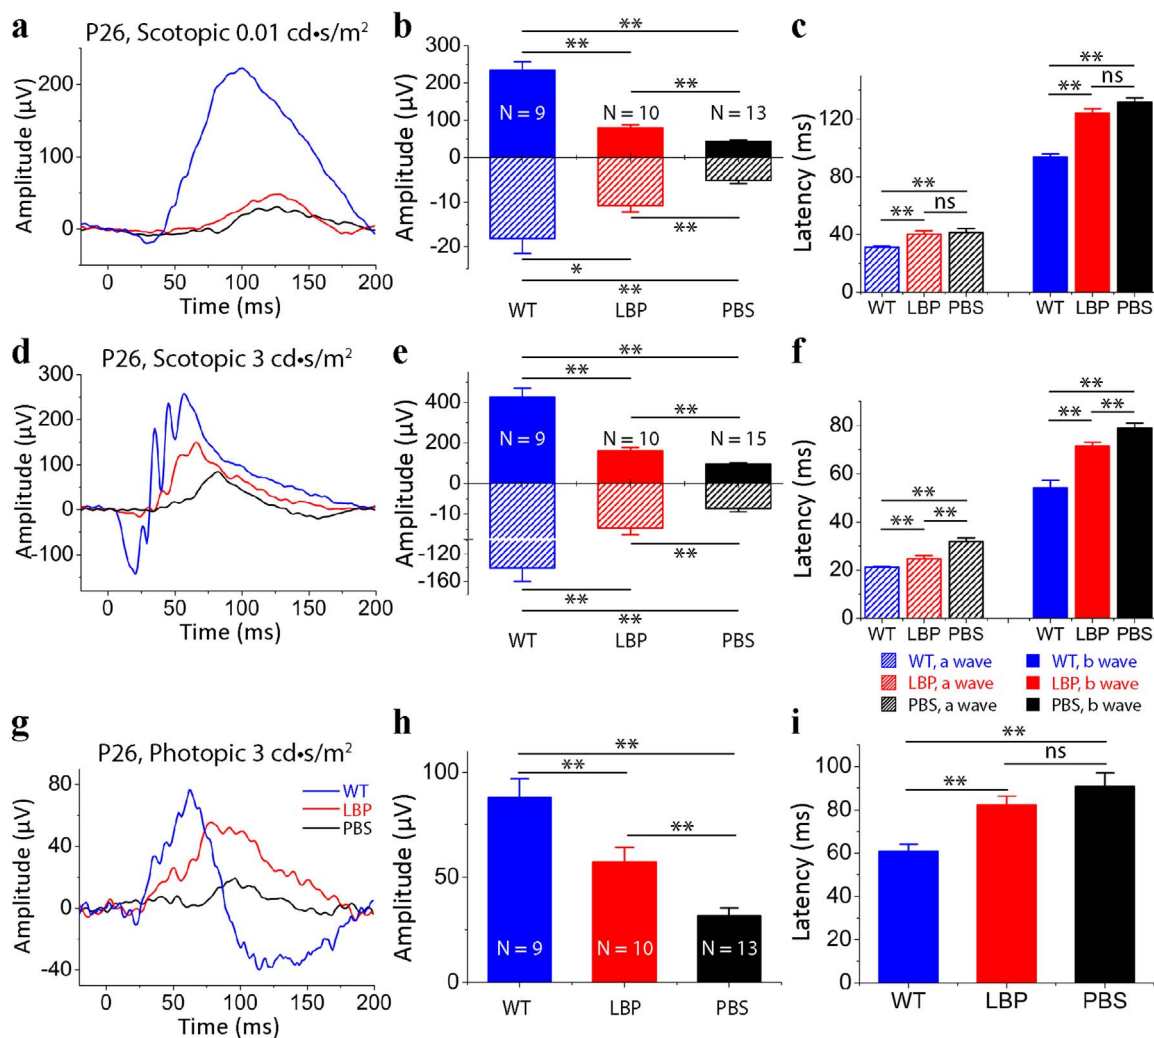 a
P26, Scotopic 0.01 cd•s/m²
Amplitude (µV)
200
100
0
0
50
100
150
200
Time (ms)
b
Amplitude (µV)
300
200
100
0
-10
-20
**
**
**
N = 9
N = 10
N = 13
**
*
**
WT
LBP
PBS
c
Latency (ms)
120
80
40
0
**
**
ns
**
**
ns
WT
LBP
PBS
WT
LBP
PBS
d
P26, Scotopic 3 cd•s/m²
Amplitude (µV)
300
200
100
0
-100
0
50
100
150
200
Time (ms)
e
Amplitude (µV)
400
200
0
-10
-120
-160
**
**
**
N = 9
N = 10
N = 15
**
**
**
WT
LBP
PBS
f
Latency (ms)
80
60
40
20
0
**
**
**
**
**
**
WT
LBP
PBS
WT
LBP
PBS
WT, a wave
WT, b wave
LBP, a wave
LBP, b wave
PBS, a wave
PBS, b wave
g
P26, Photopic 3 cd•s/m²
Amplitude (µV)
80
40
0
-40
WT
LBP
PBS
0
50
100
150
200
Time (ms)
h
Amplitude (µV)
100
50
0
**
**
**
N = 9
N = 10
N = 13
WT
LBP
PBS
i
Latency (ms)
100
80
60
40
20
0
**
ns
**
WT
LBP
PBS